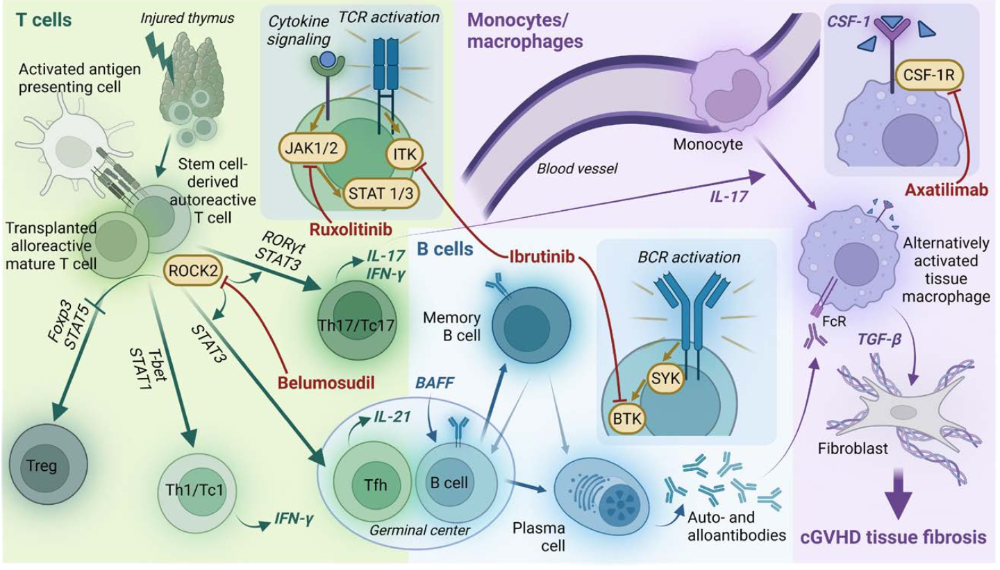 T cells
Injured thymus
Activated antigen
presenting cell
Stem cell-
derived
autoreactive
T cell
Transplanted
alloreactive
mature T cell
ROCK2
RORγt
STAT3
Foxp3
STAT5
T-bet
STAT1
STAT3
Treg
Th1/Tc1
IFN-γ
Cytokine
signaling
TCR activation
JAK1/2
ITK
STAT 1/3
Ruxolitinib
IL-17
IFN-γ
Th17/Tc17
Belumosudil
B cells
Ibrutinib
Memory
B cell
BAFF
IL-21
Tfh
B cell
Germinal center
BCR activation
SYK
BTK
Plasma
cell
Auto- and
alloantibodies
Monocytes/
macrophages
Monocyte
Blood vessel
IL-17
CSF-1
CSF-1R
Axatilimab
Alternatively
activated
tissue
macrophage
FcR
TGF-β
Fibroblast
cGVHD tissue fibrosis